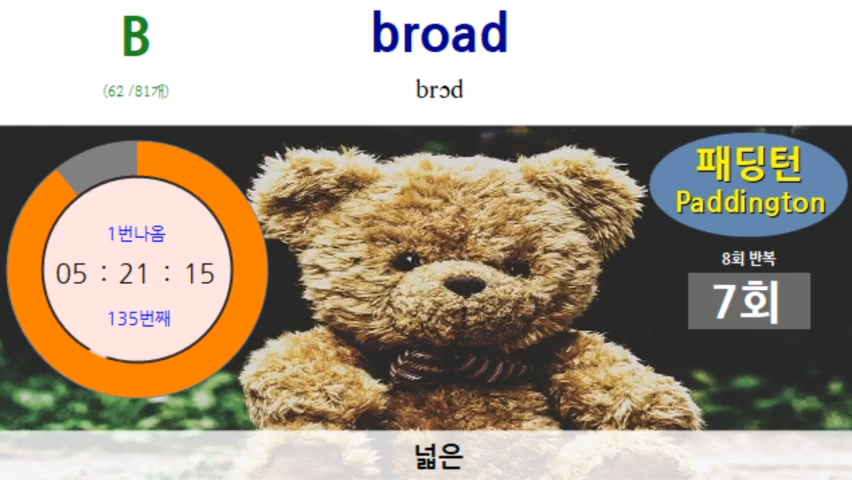 B
broad
(62 /81개)
brɔd
패딩턴
Paddington
1번나옴
05 : 21 : 15
135번째
8회 반복
7회
넓은